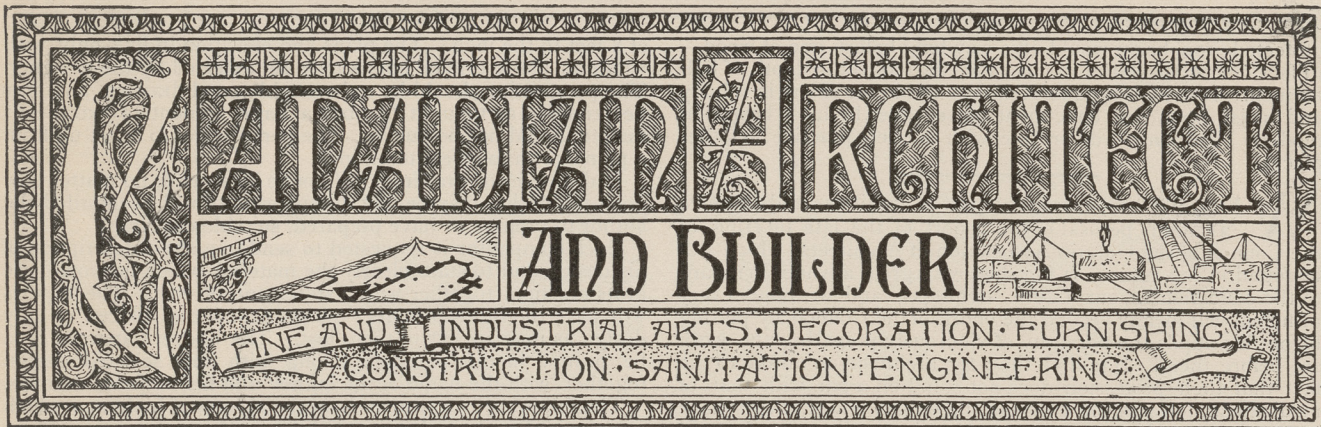 CANADIAN ARCHITECT
AND BUILDER
FINE AND INDUSTRIAL ARTS · DECORATION · FURNISHING
CONSTRUCTION · SANITATION ENGINEERING ·